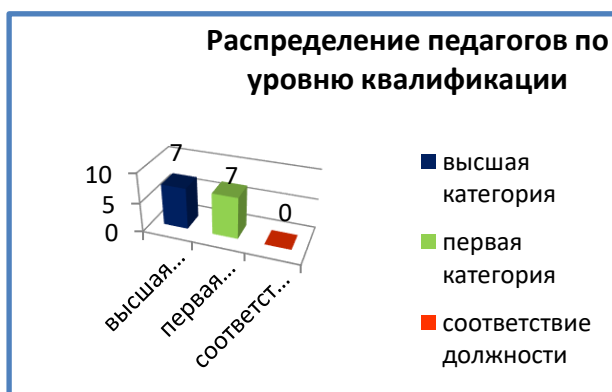 Распределение педагогов по
уровню квалификации
7
7
0
10
5
0
высшая...
первая...
соответст...
высшая
категория
первая
категория
соответствие
должности